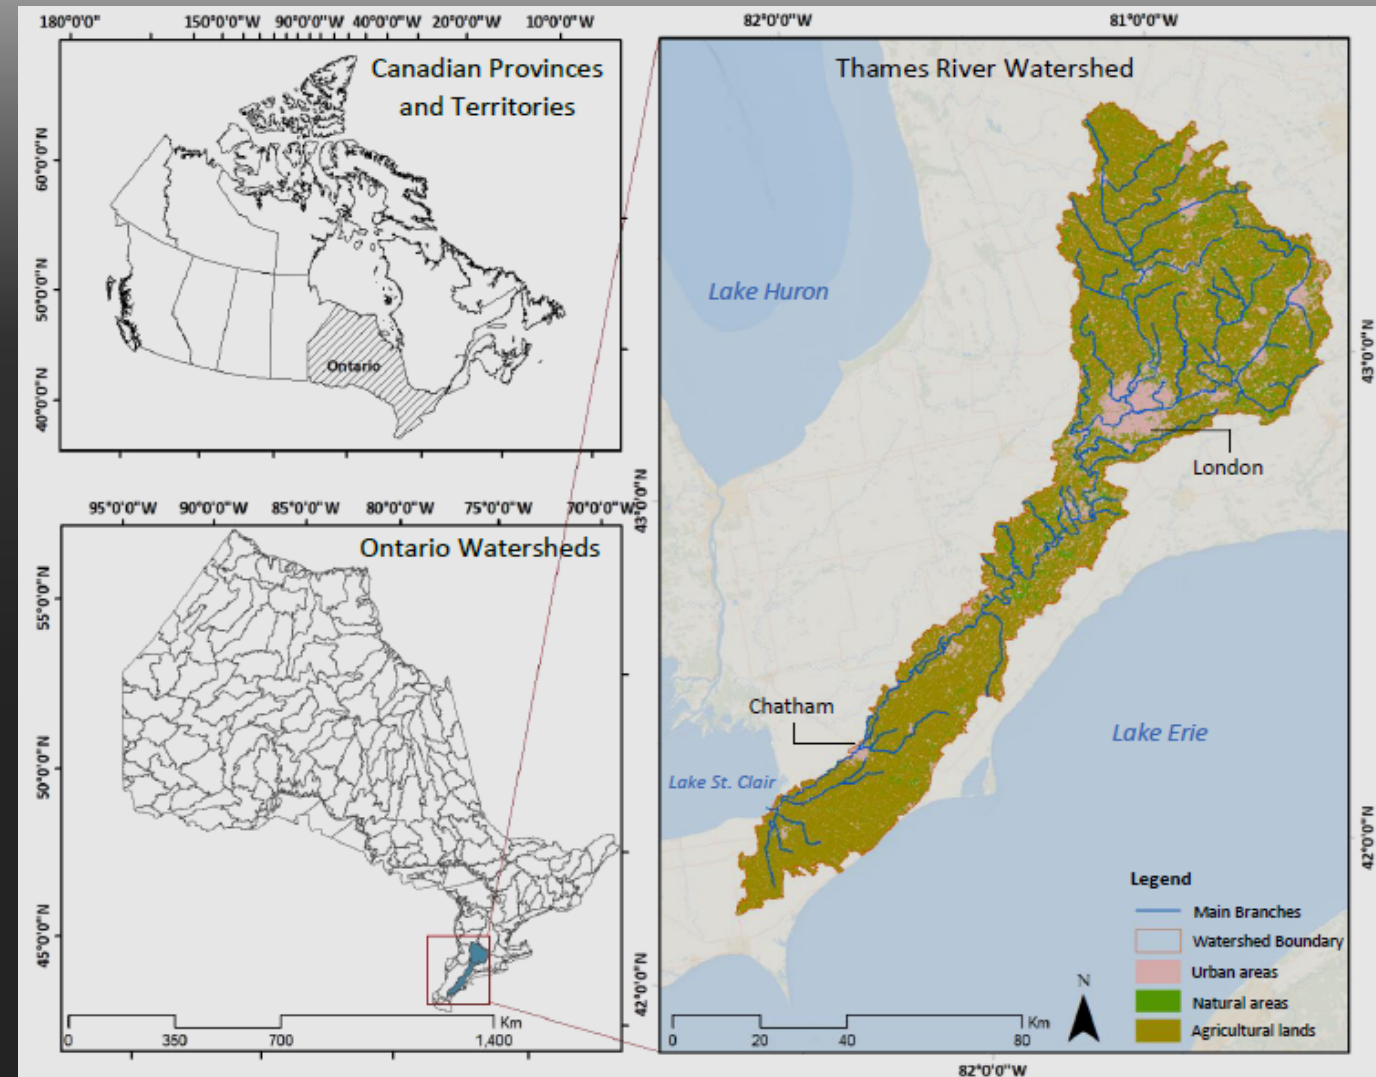 180°0'0"
150°0'0"W
90°0'0"W
40°0'0"W
20°0'0"W
10°0'0"W
Canadian Provinces
and Territories
60°0'0"N
50°0'0"N
40°0'0"N
Ontario
95°0'0"W
90°0'0"W
85°0'0"W
80°0'0"W
75°0'0"W
70°0'0"W
Ontario Watersheds
55°0'0"N
50°0'0"N
45°0'0"N
0
350
700
1,400
Km
82°0'0"W
81°0'0"W
Thames River Watershed
Lake Huron
43°0'0"N
43°0'0"N
London
Chatham
Lake Erie
Lake St. Clair
42°0'0"N
42°0'0"N
Legend
Main Branches
Watershed Boundary
Urban areas
Natural areas
Agricultural lands
N
0
20
40
80
Km
82°0'0"W